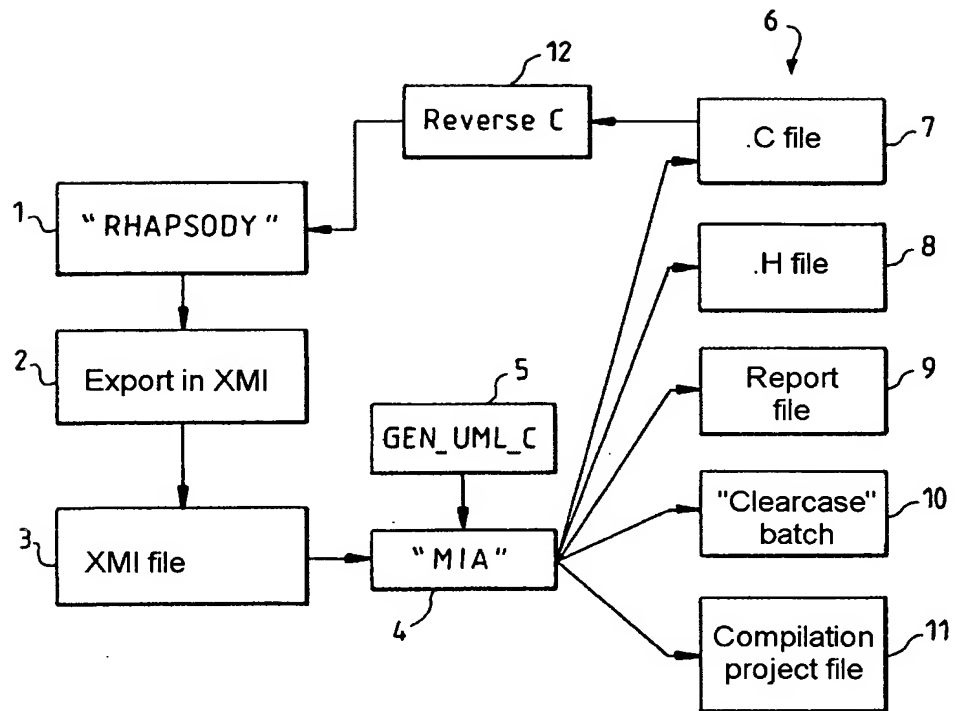 6
12
Reverse C
.C file
7
1
"RHAPSODY"
.H file
8
2
Export in XMI
5
GEN_UML_C
Report
file
9
3
XMI file
"MIA"
4
"Clearcase"
batch
10
Compilation
project file
11